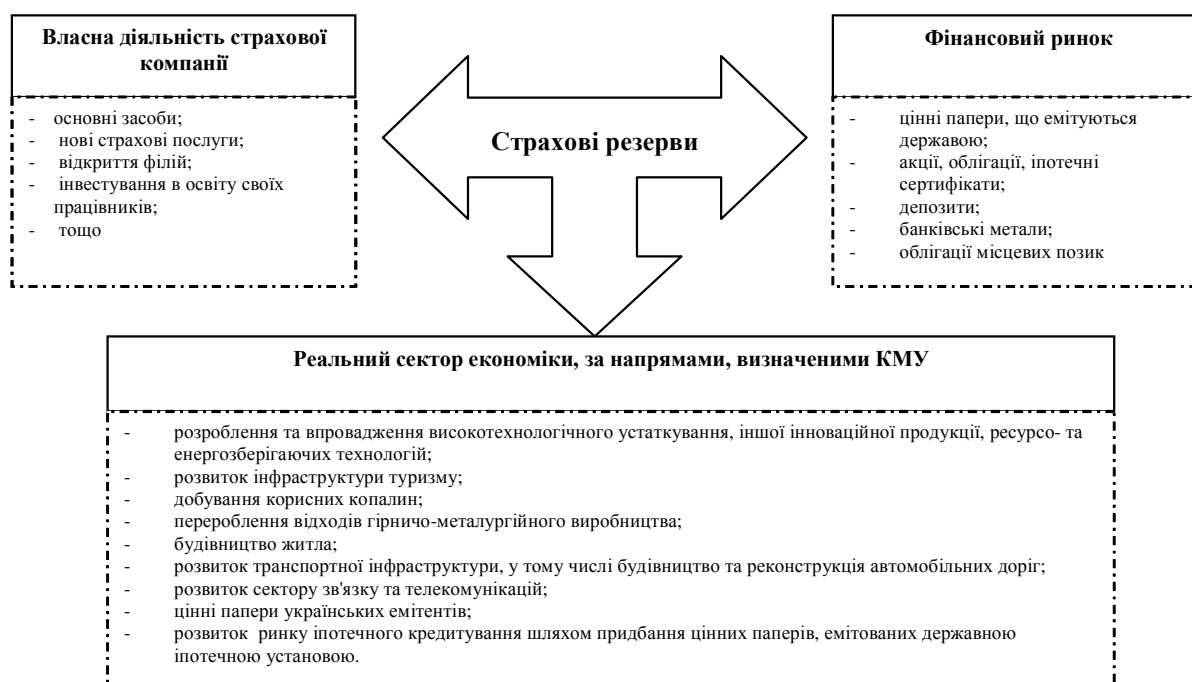 Власна діяльність страхової
компанії
- основні засоби;
- нові страхові послуги;
- відкриття філій;
- інвестування в освіту своїх
працівників;
- тощо
Страхові резерви
Фінансовий ринок
- цінні папери, що емітуються
державою;
- акції, облігації, іпотечні
сертифікати;
- депозити;
- банківські метали;
- облігації місцевих позик
Реальний сектор економіки, за напрямами, визначеними КМУ
- розроблення та впровадження високотехнологічного устаткування, іншої інноваційної продукції, ресурсо- та
енергозберігаючих технологій;
- розвиток інфраструктури туризму;
- добування корисних копалин;
- перероблення відходів гірничо-металургійного виробництва;
- будівництво житла;
- розвиток транспортної інфраструктури, у тому числі будівництво та реконструкція автомобільних доріг;
- розвиток сектору зв'язку та телекомунікацій;
- цінні папери українських емітентів;
- розвиток ринку іпотечного кредитування шляхом придбання цінних паперів, емітованих державною
іпотечною установою.